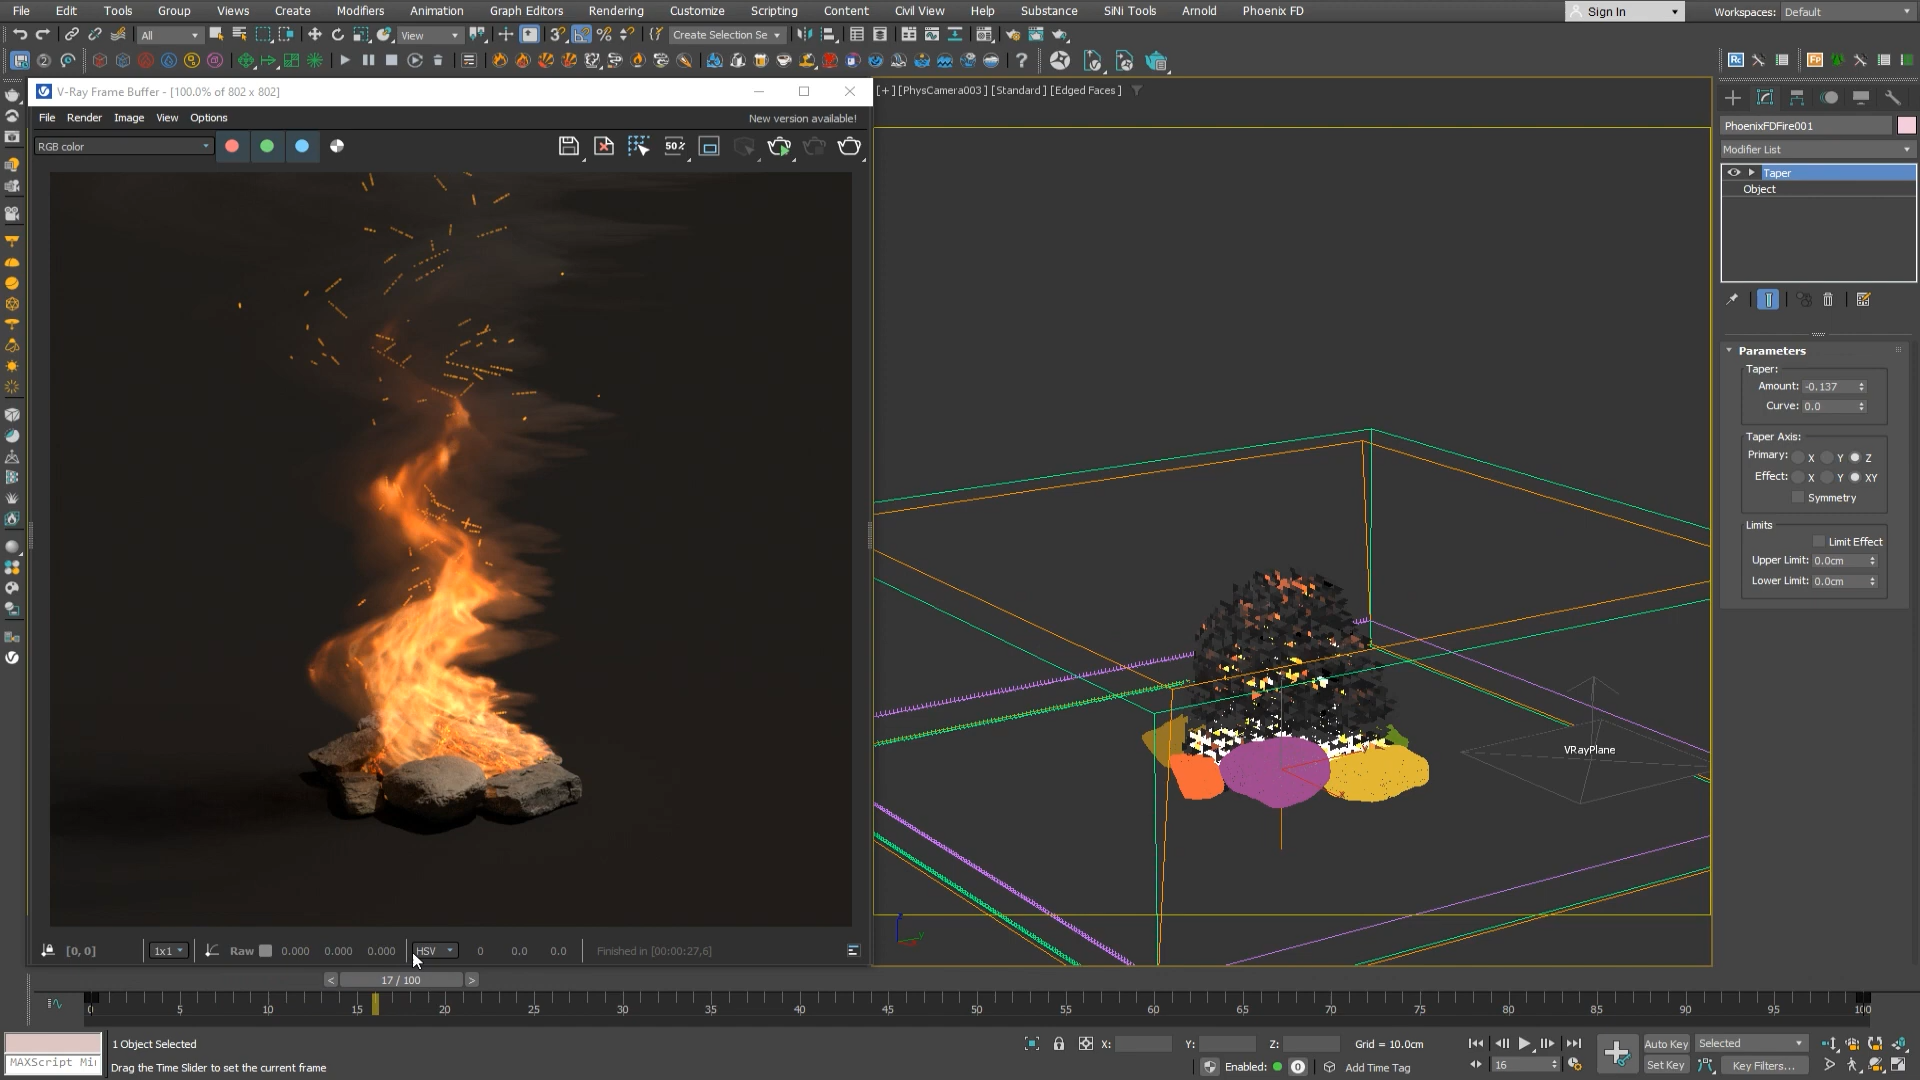 File Edit Tools Group Views Create Modifiers Animation Graph Editors Rendering Customize Scripting Content Civil View Help Substance SiNi Tools Arnold Phoenix FD
Sign In
Workspaces: Default
All
View
Create Selection Se
V-Ray Frame Buffer - [100.0% of 802 x 802]
File Render Image View Options
New version available!
RGB color
50%
[+] [PhysCamera003] [Standard] [Edged Faces]
VRayPlane
PhoenixFDFire001
Modifier List
Taper
Object
Parameters
Taper:
Amount: -0.137
Curve: 0.0
Taper Axis:
Primary: X Y Z
Effect: X Y XY
Symmetry
Limits
Limit Effect
Upper Limit: 0.0cm
Lower Limit: 0.0cm
[0, 0]
1x1
Raw 0.000 0.000 0.000
HSV 0 0.0 0.0
Finished in [00:00:27,6]
< 17 / 100 >
0 5 10 15 20 25 30 35 40 45 50 55 60 65 70 75 80 85 90 95 100
1 Object Selected
X: Y: Z: Grid = 10.0cm
Auto Key Selected
MAXScript Mi
Drag the Time Slider to set the current frame
Enabled: 0 Add Time Tag
16
Set Key Key Filters...